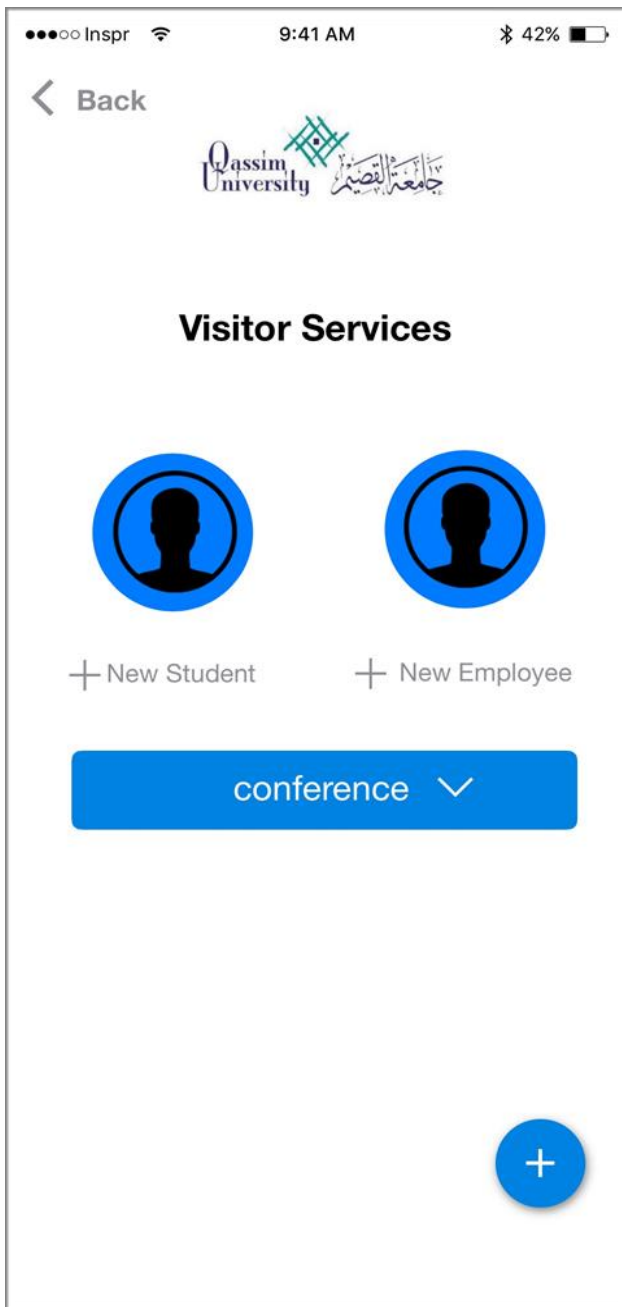 Inspr 9:41 AM 42%
Back
Qassim
University
جامعة القصيم
Visitor Services
New Student New Employee
conference